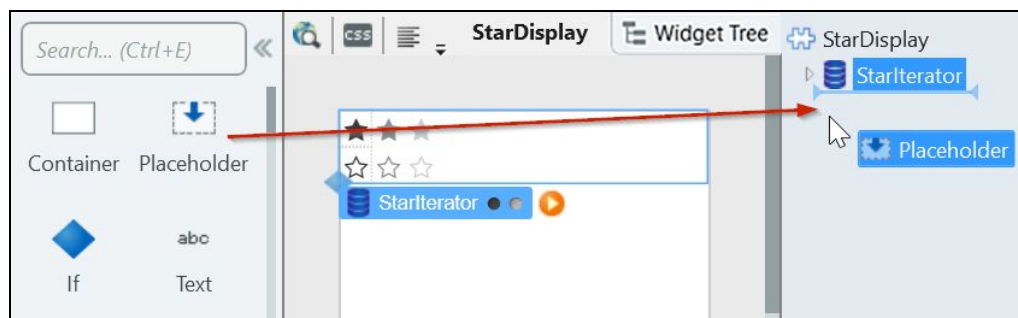 Search... (Ctrl+E)
Container Placeholder
If
abc
Text
css
StarDisplay
Widget Tree
StarIterator
StarDisplay
StarIterator
Placeholder